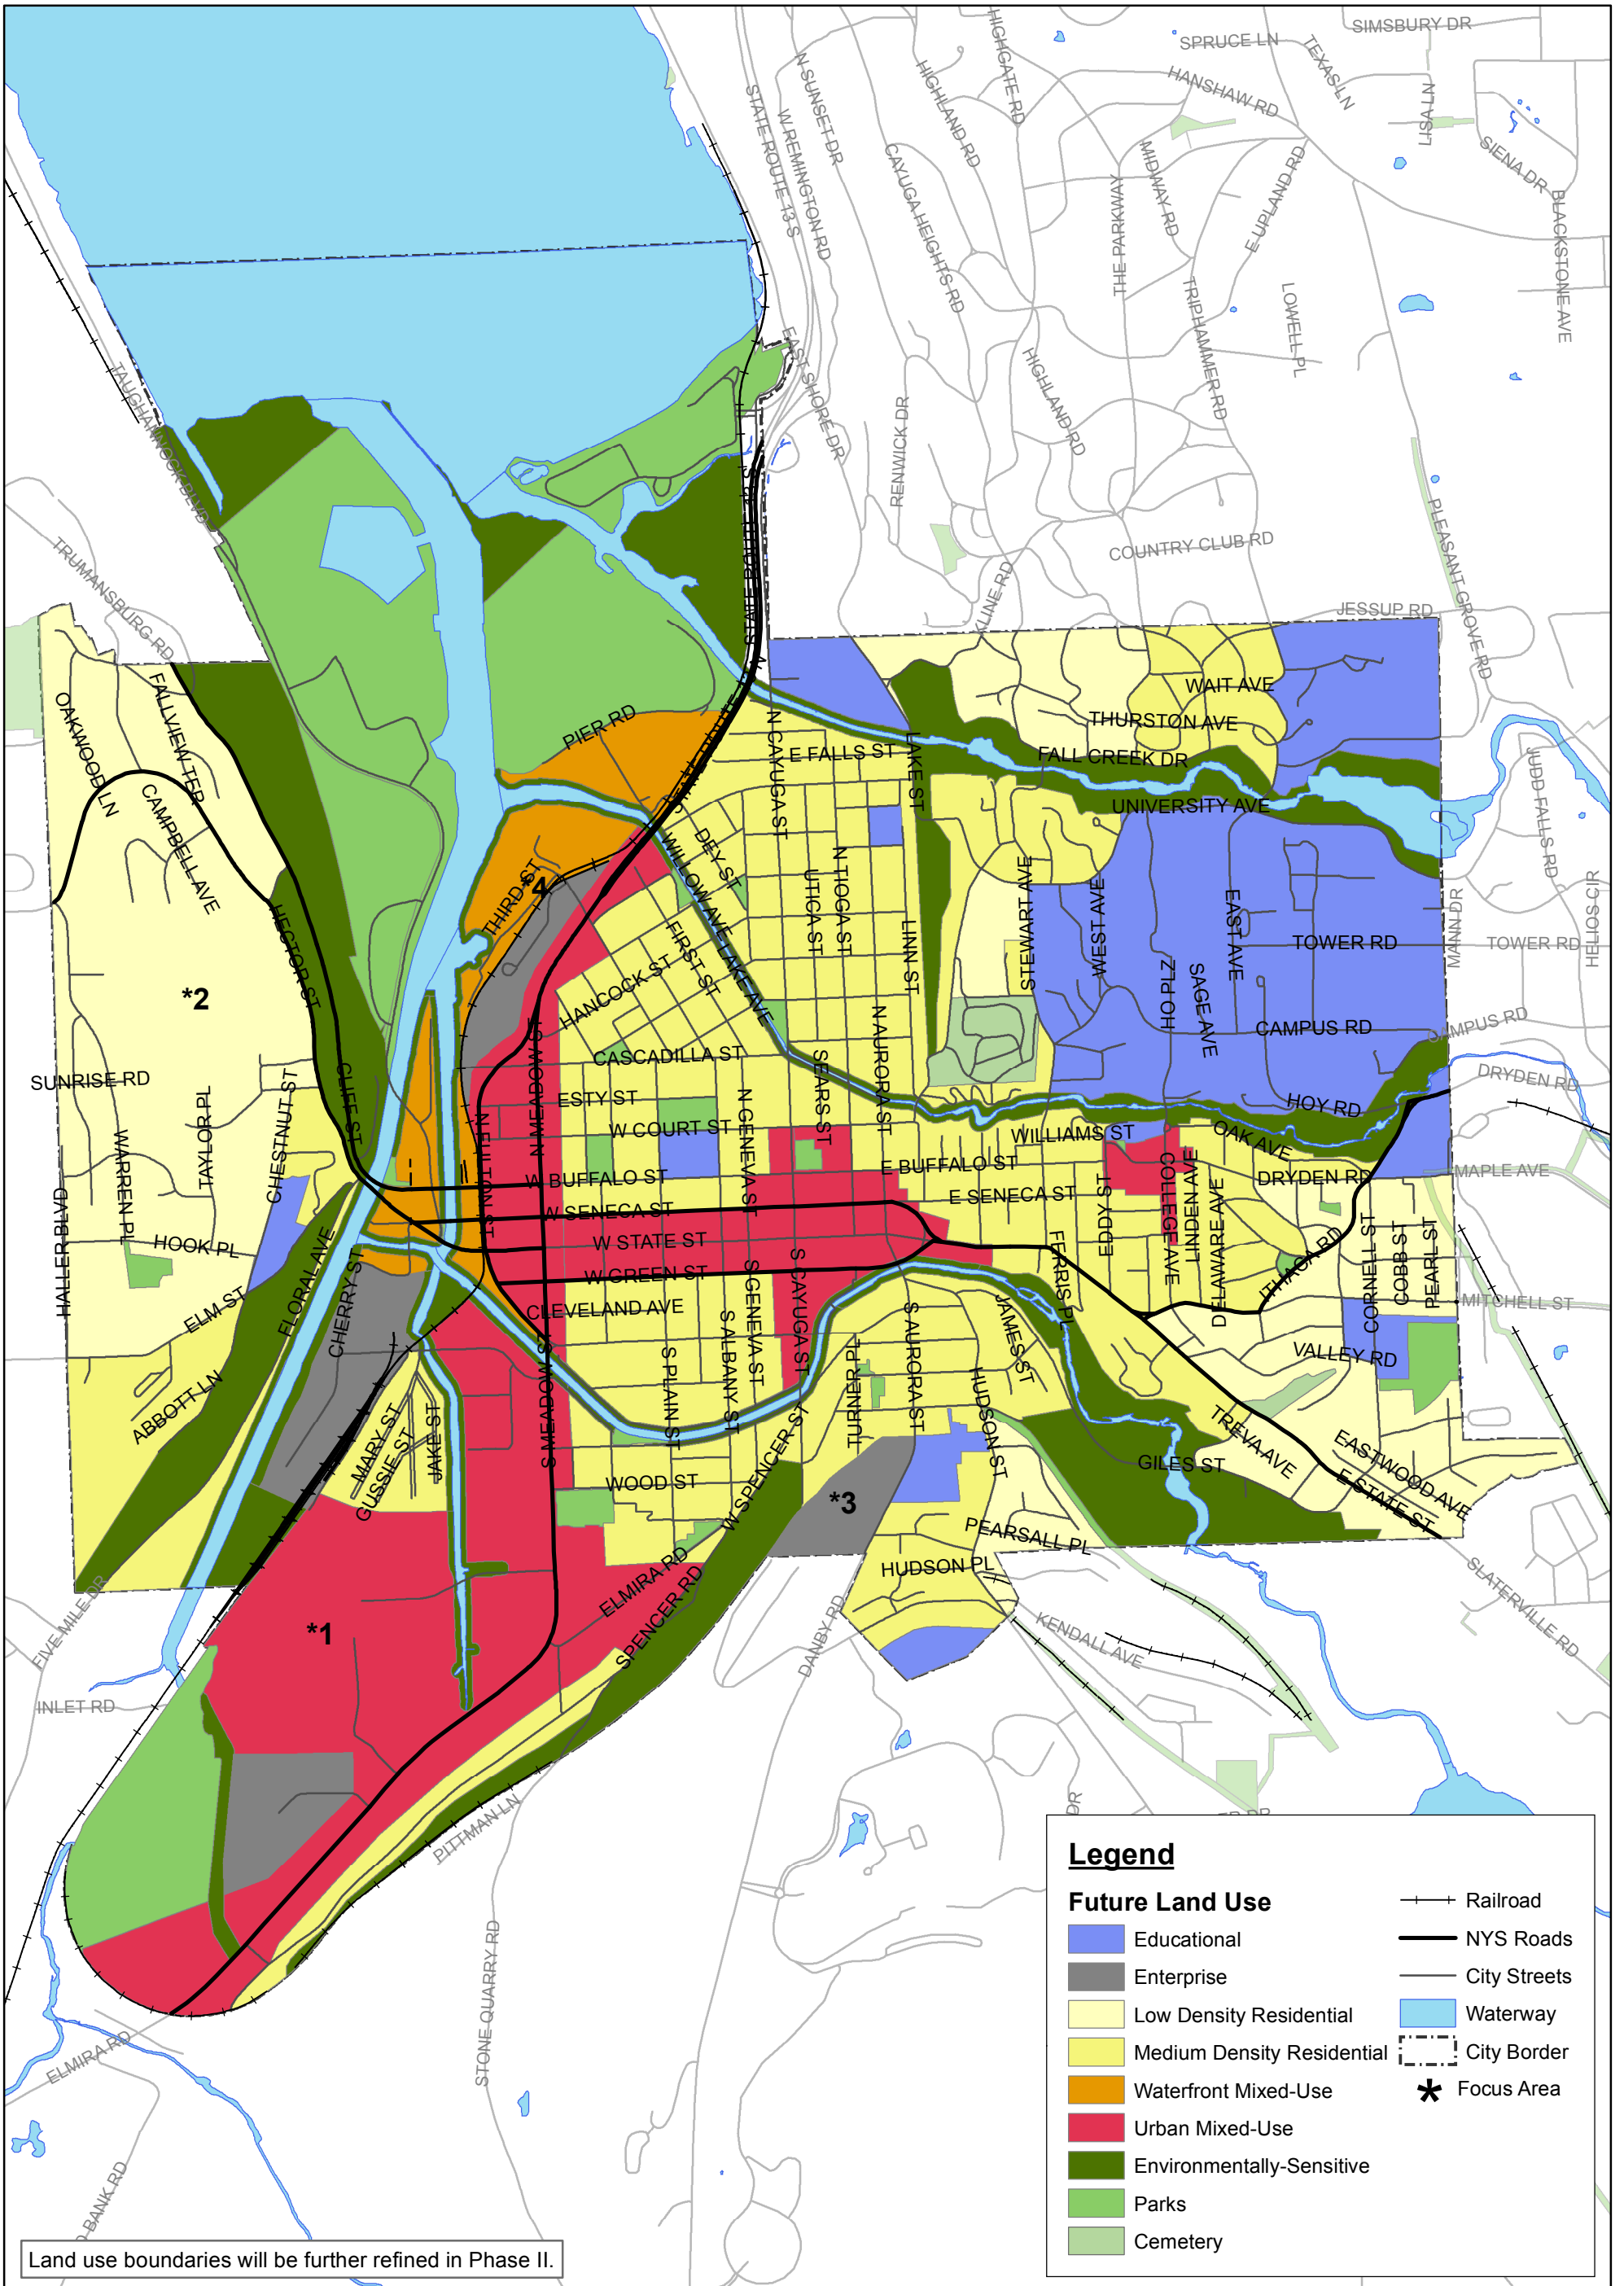 SIMSBURY DR
SPRUCE LN
TEXAS LN
HIGHGATE RD
HANSHAW RD
N SUNSET DR
HIGHLAND RD
LISA LN
STATE ROUTE 13 S
W REMINGTON RD
SIENA DR
CAYUGA HEIGHTS RD
MIDWAY RD
E UPLAND RD
THE PARKWAY
BLACKSTONE AVE
TRIPHAMMER RD
LOWELL PL
EAST SHORE DR
HIGHLAND RD
TAUGHANNOCK BLVD
RENWICK DR
PLEASANT GROVE RD
COUNTRY CLUB RD
TRUMANSBURG RD
KLINE RD
JESSUP RD
OAKWOOD LN
FALLVIEW TER
WAIT AVE
PIER RD
N CAYUGA ST
THURSTON AVE
E FALLS ST
LAKE ST
FALL CREEK DR
JUDD FALLS RD
CAMPBELL AVE
UNIVERSITY AVE
DEY ST
WILLOW AVE
THIRD ST
*4
N TIOGA ST
UTICA ST
STEWART AVE
WEST AVE
EAST AVE
MANN DR
HELIOS CIR
HECTOR ST
FIRST ST
LINN ST
TOWER RD
TOWER RD
*2
HANCOCK ST
LAKE AVE
HO PLZ
SAGE AVE
CAMPUS RD
CAMPUS RD
N MEADOW ST
CASCADILLA ST
SEARS ST
N AURORA ST
SUNRISE RD
TAYLOR PL
CHESTNUT ST
CLIFF ST
ESTY ST
N GENEVA ST
HOY RD
DRYDEN RD
WARREN PL
N FULTON ST
W COURT ST
WILLIAMS ST
OAK AVE
HALLER BLVD
W BUFFALO ST
E BUFFALO ST
DRYDEN RD
MAPLE AVE
W SENECA ST
E SENECA ST
EDDY ST
COLLEGE AVE
LINDEN AVE
DELAWARE AVE
HOOK PL
FLORAL AVE
CHERRY ST
W STATE ST
FERRIS PL
ITHACA RD
CORNELL ST
COBB ST
PEARL ST
W GREEN ST
S GENEVA ST
S CAYUGA ST
ELM ST
CLEVELAND AVE
MITCHELL ST
S ALBANY ST
S PLAIN ST
S MEADOW ST
S AURORA ST
JAMES ST
TURNER PL
HUDSON ST
VALLEY RD
ABBOTT LN
MARY ST
GUSSIE ST
JAKE ST
TREVA AVE
EASTWOOD AVE
WOOD ST
W SPENCER ST
*3
GILES ST
E STATE ST
PEARSALL PL
HUDSON PL
ELMIRA RD
FIVE MILE DR
SPENCER RD
DANBY RD
KENDALL AVE
SLATERVILLE RD
*1
INLET RD
PITTMAN LN
STONE QUARRY RD
ELMIRA RD
BANK RD
DR
Legend
Future Land Use
Educational
Enterprise
Low Density Residential
Medium Density Residential
Waterfront Mixed-Use
Urban Mixed-Use
Environmentally-Sensitive
Parks
Cemetery
Railroad
NYS Roads
City Streets
Waterway
City Border
* Focus Area
Land use boundaries will be further refined in Phase II.